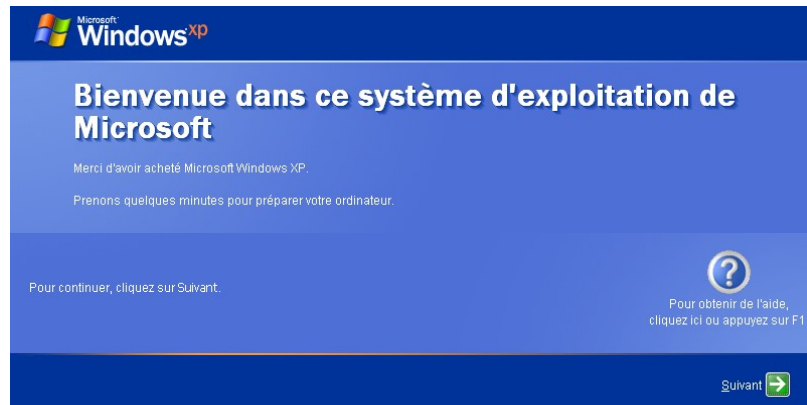 Microsoft
Windows xp
Bienvenue dans ce système d'exploitation de
Microsoft
Merci d'avoir acheté Microsoft Windows XP.
Prenons quelques minutes pour préparer votre ordinateur.
Pour continuer, cliquez sur Suivant.
Pour obtenir de l'aide,
cliquez ici ou appuyez sur F1
Suivant